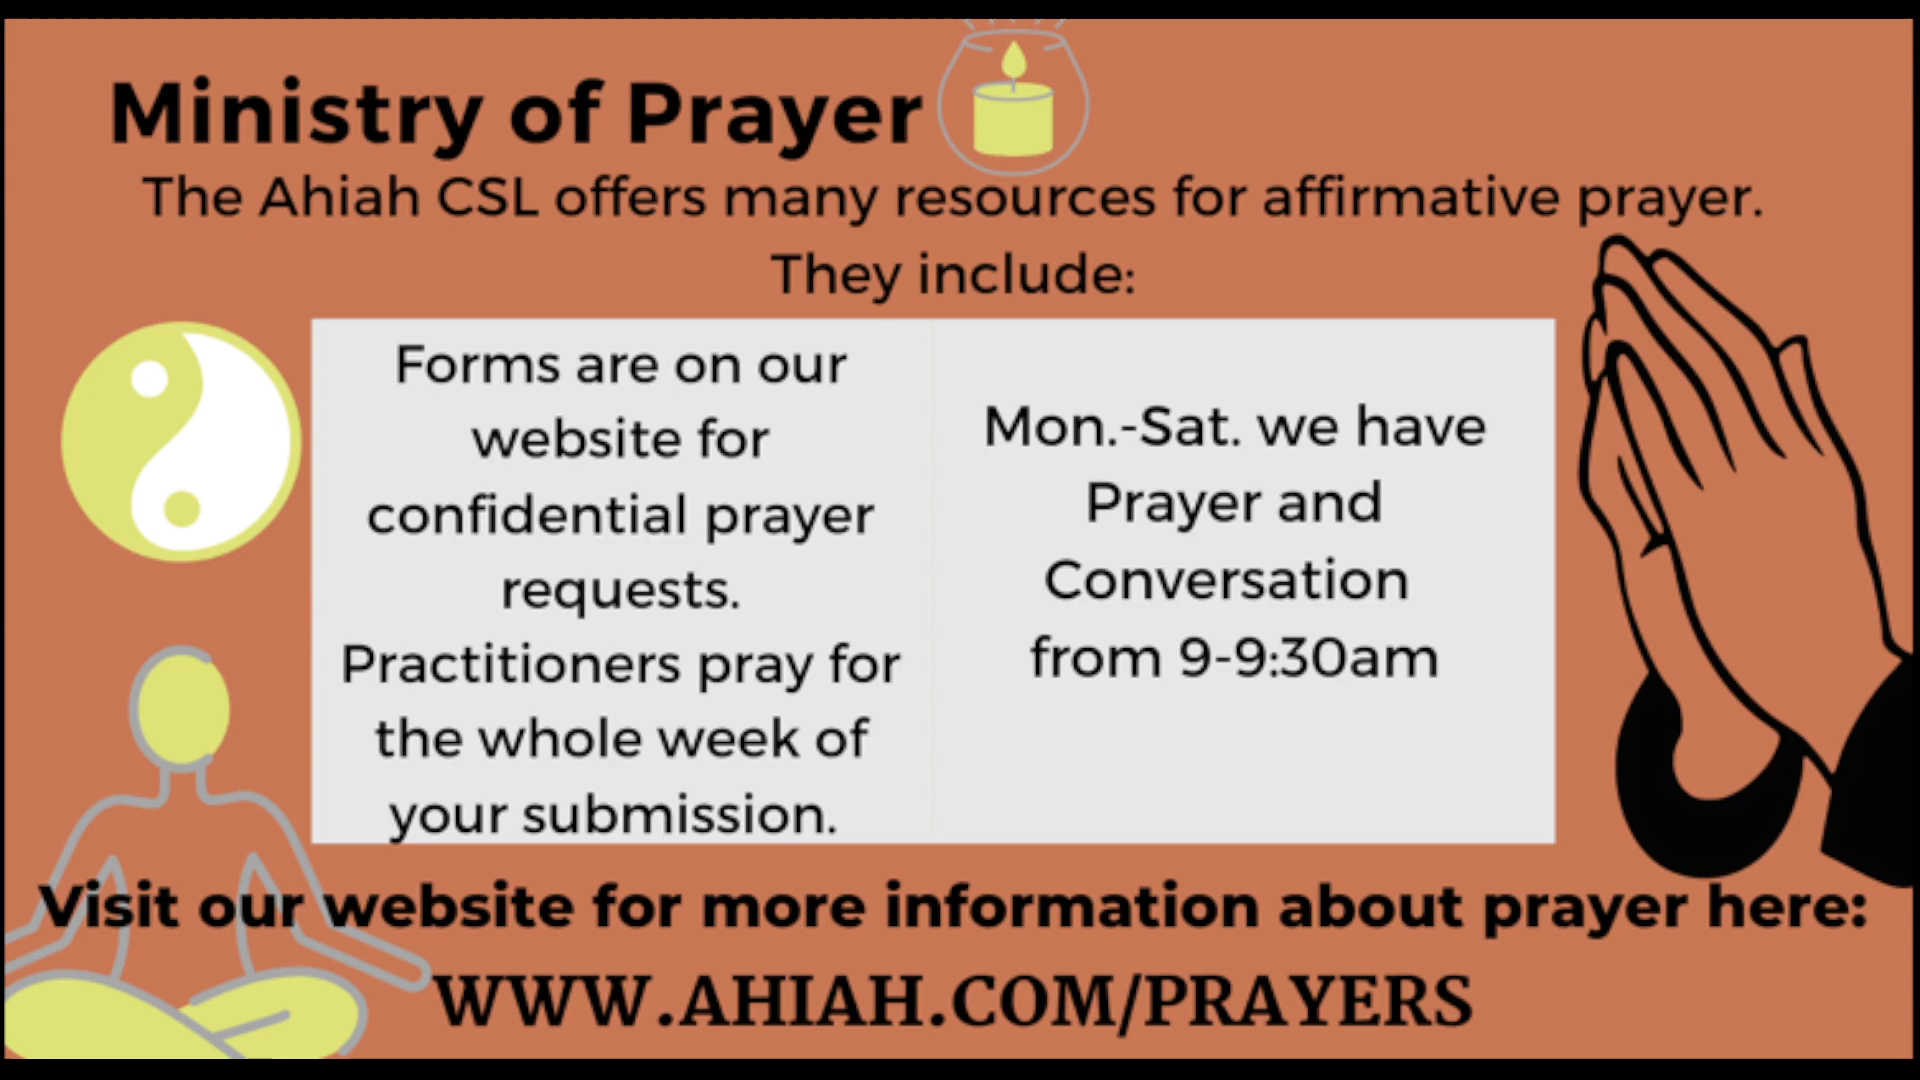 Ministry of Prayer
The Ahiah CSL offers many resources for affirmative prayer.
They include:
Forms are on our
website for
confidential prayer
requests.
Practitioners pray for
the whole week of
your submission.
Mon.-Sat. we have
Prayer and
Conversation
from 9-9:30am
Visit our website for more information about prayer here:
WWW.AHIAH.COM/PRAYERS